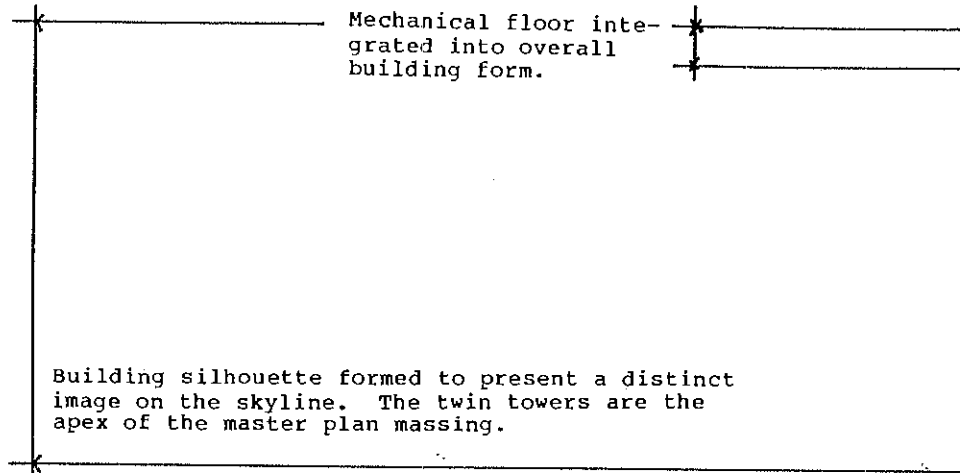 Mechanical floor inte-
grated into overall
building form.
Building silhouette formed to present a distinct
image on the skyline. The twin towers are the
apex of the master plan massing.